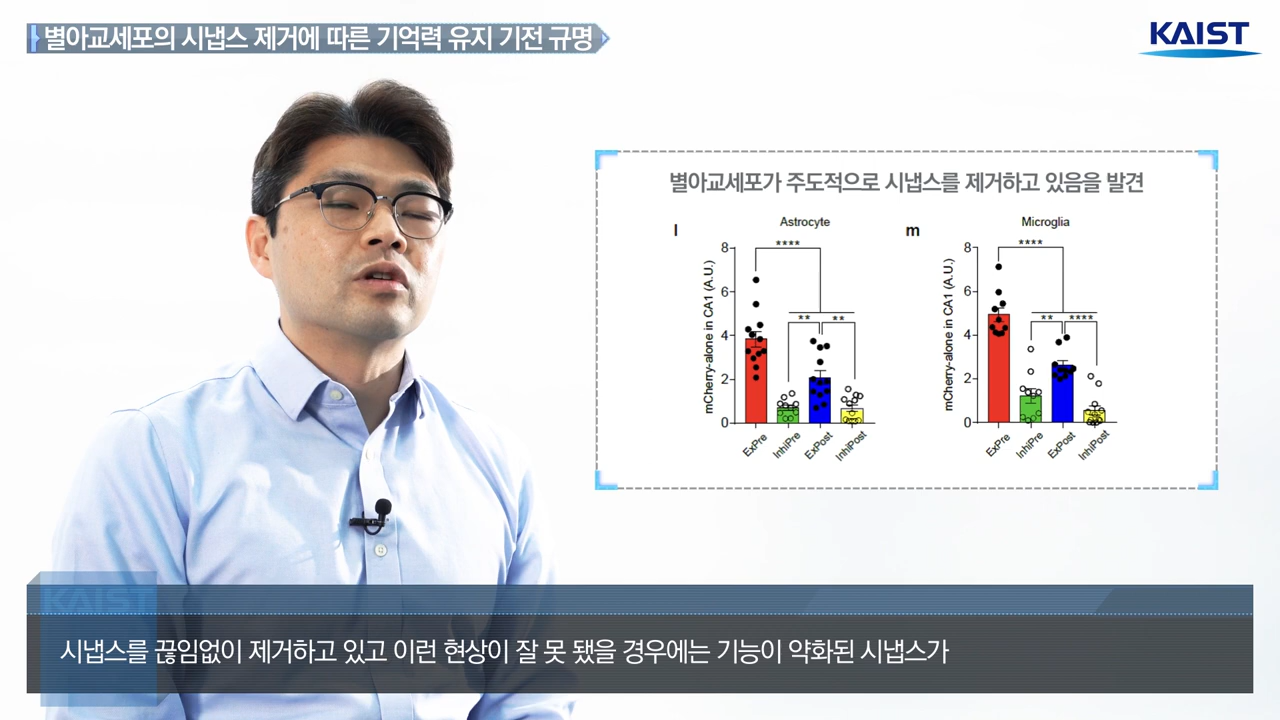 별아교세포의 시냅스 제거에 따른 기억력 유지 기전 규명
KAIST
별아교세포가 주도적으로 시냅스를 제거하고 있음을 발견
l
Astrocyte
mCherry-alone in CA1 (A.U.)
8
6
4
2
0
****
**
**
ExPre
InhiPre
ExPost
InhiPost
m
Microglia
mCherry-alone in CA1 (A.U.)
8
6
4
2
0
****
**
****
ExPre
InhiPre
ExPost
InhiPost
KAIST
시냅스를 끊임없이 제거하고 있고 이런 현상이 잘 못 됐을 경우에는 기능이 약화된 시냅스가